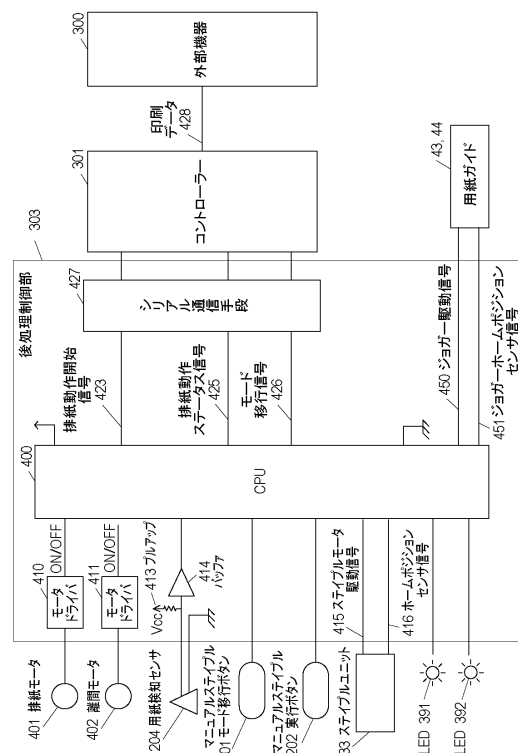 300
外部機器
印刷
データ
428
301
コントローラー
43, 44
用紙ガイド
303
後処理制御部
427
シリアル通信手段
排紙動作開始
信号
423
排紙動作
ステータス信号
425
モード
移行信号
426
450 ジョガー駆動信号
451 ジョガーホームポジション
センサ信号
400
CPU
410
モータ
ドライバ
ON/OFF
411
モータ
ドライバ
ON/OFF
Vcc
413 プルアップ
414
バッファ
415 ステイプルモータ
駆動信号
416 ホームポジション
センサ信号
401 排紙モータ
402 離間モータ
204 用紙検知センサ
マニュアルステイプル
01 モード移行ボタン
マニュアルステイプル
202 実行ボタン
33 ステイプルユニット
LED 391
LED 392